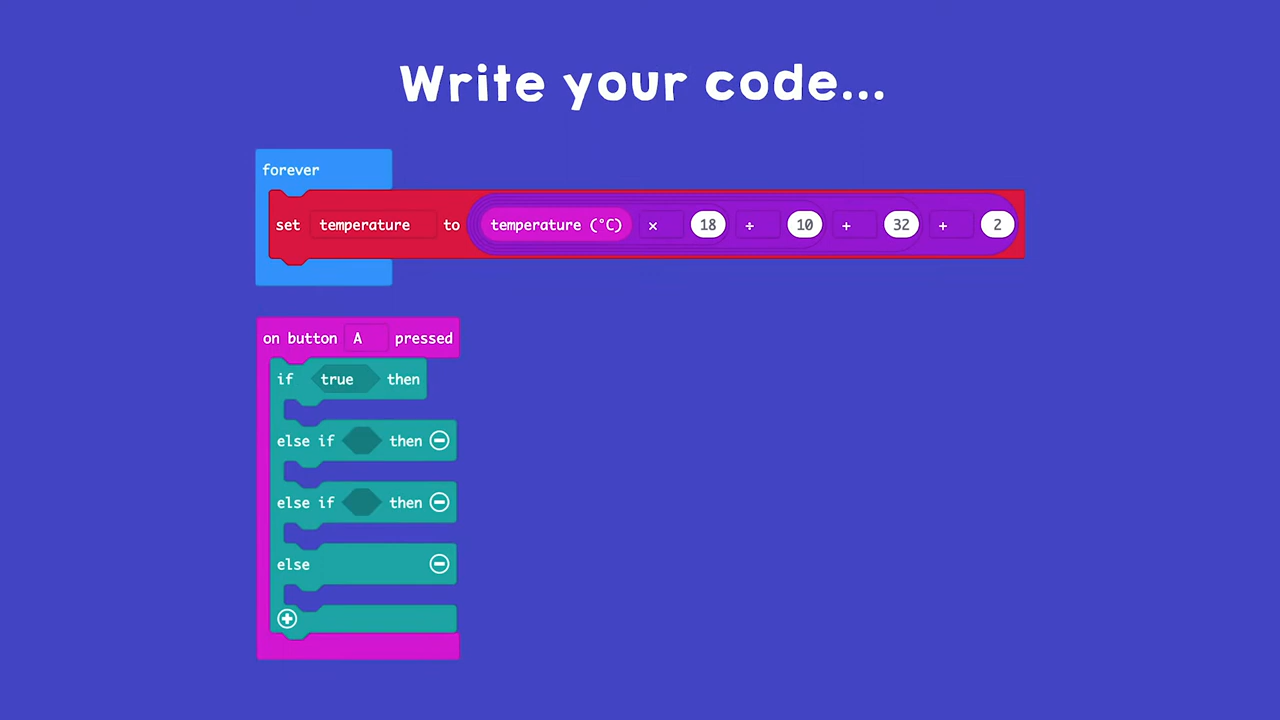 Write your code...
forever
set temperature to temperature (°C) × 18 ÷ 10 + 32 + 2
on button A pressed
if true then
else if then
else if then
else